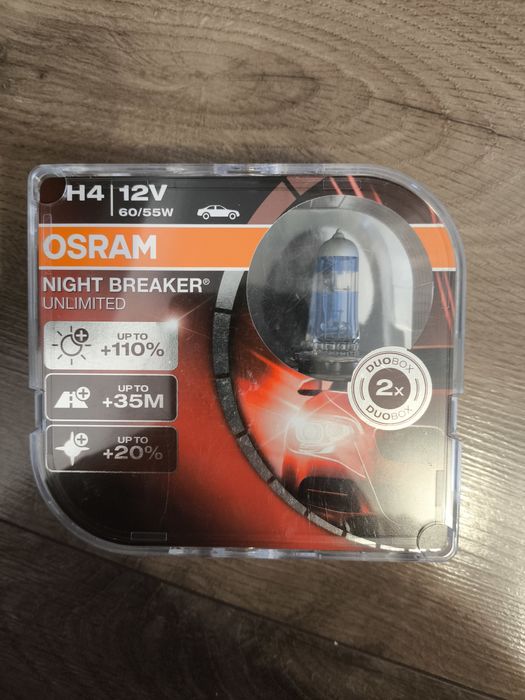 H4 | 12V
60/55W
OSRAM
NIGHT BREAKER®
UNLIMITED
UP TO
+110%
UP TO
+35M
UP TO
+20%
DUOBOX
2x
DUOBOX